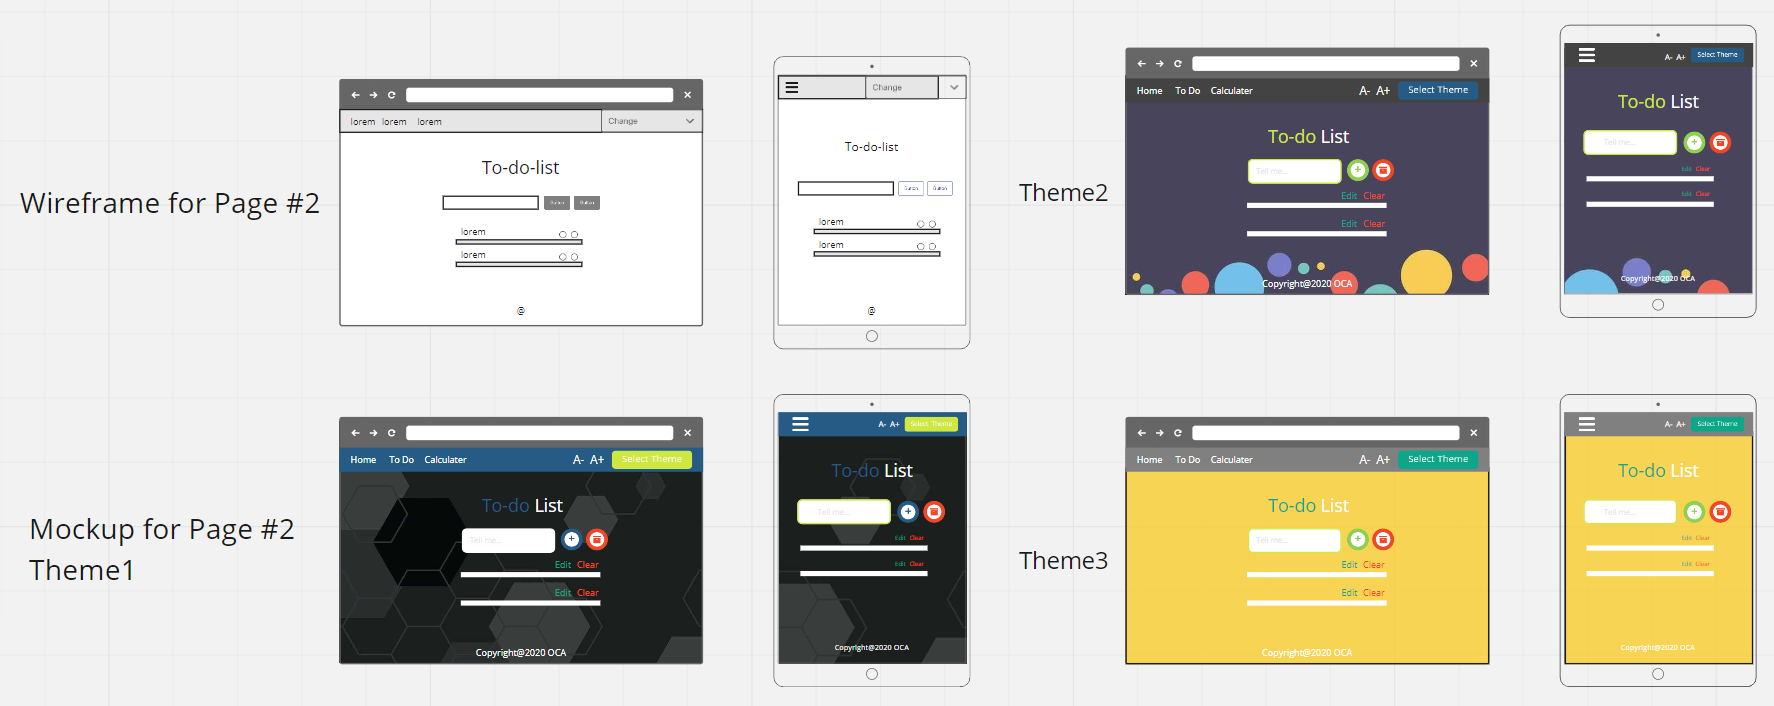 Wireframe for Page #2
lorem lorem lorem
Change
To-do-list
Button Button
lorem
lorem
@
Change
To-do-list
Button Button
lorem
lorem
@
Theme2
Home To Do Calculater A- A+ Select Theme
To-do List
Tell me...
Edit Clear
Edit Clear
Copyright@2020 OCA
A- A+ Select Theme
To-do List
Tell me...
Edit Clear
Edit Clear
Copyright@2020 OCA
Mockup for Page #2
Theme1
Home To Do Calculater A- A+ Select Theme
To-do List
Tell me...
Edit Clear
Edit Clear
Copyright@2020 OCA
A- A+ Select Theme
To-do List
Tell me...
Edit Clear
Edit Clear
Copyright@2020 OCA
Theme3
Home To Do Calculater A- A+ Select Theme
To-do List
Tell me...
Edit Clear
Edit Clear
Copyright@2020 OCA
A- A+ Select Theme
To-do List
Tell me...
Edit Clear
Edit Clear
Copyright@2020 OCA